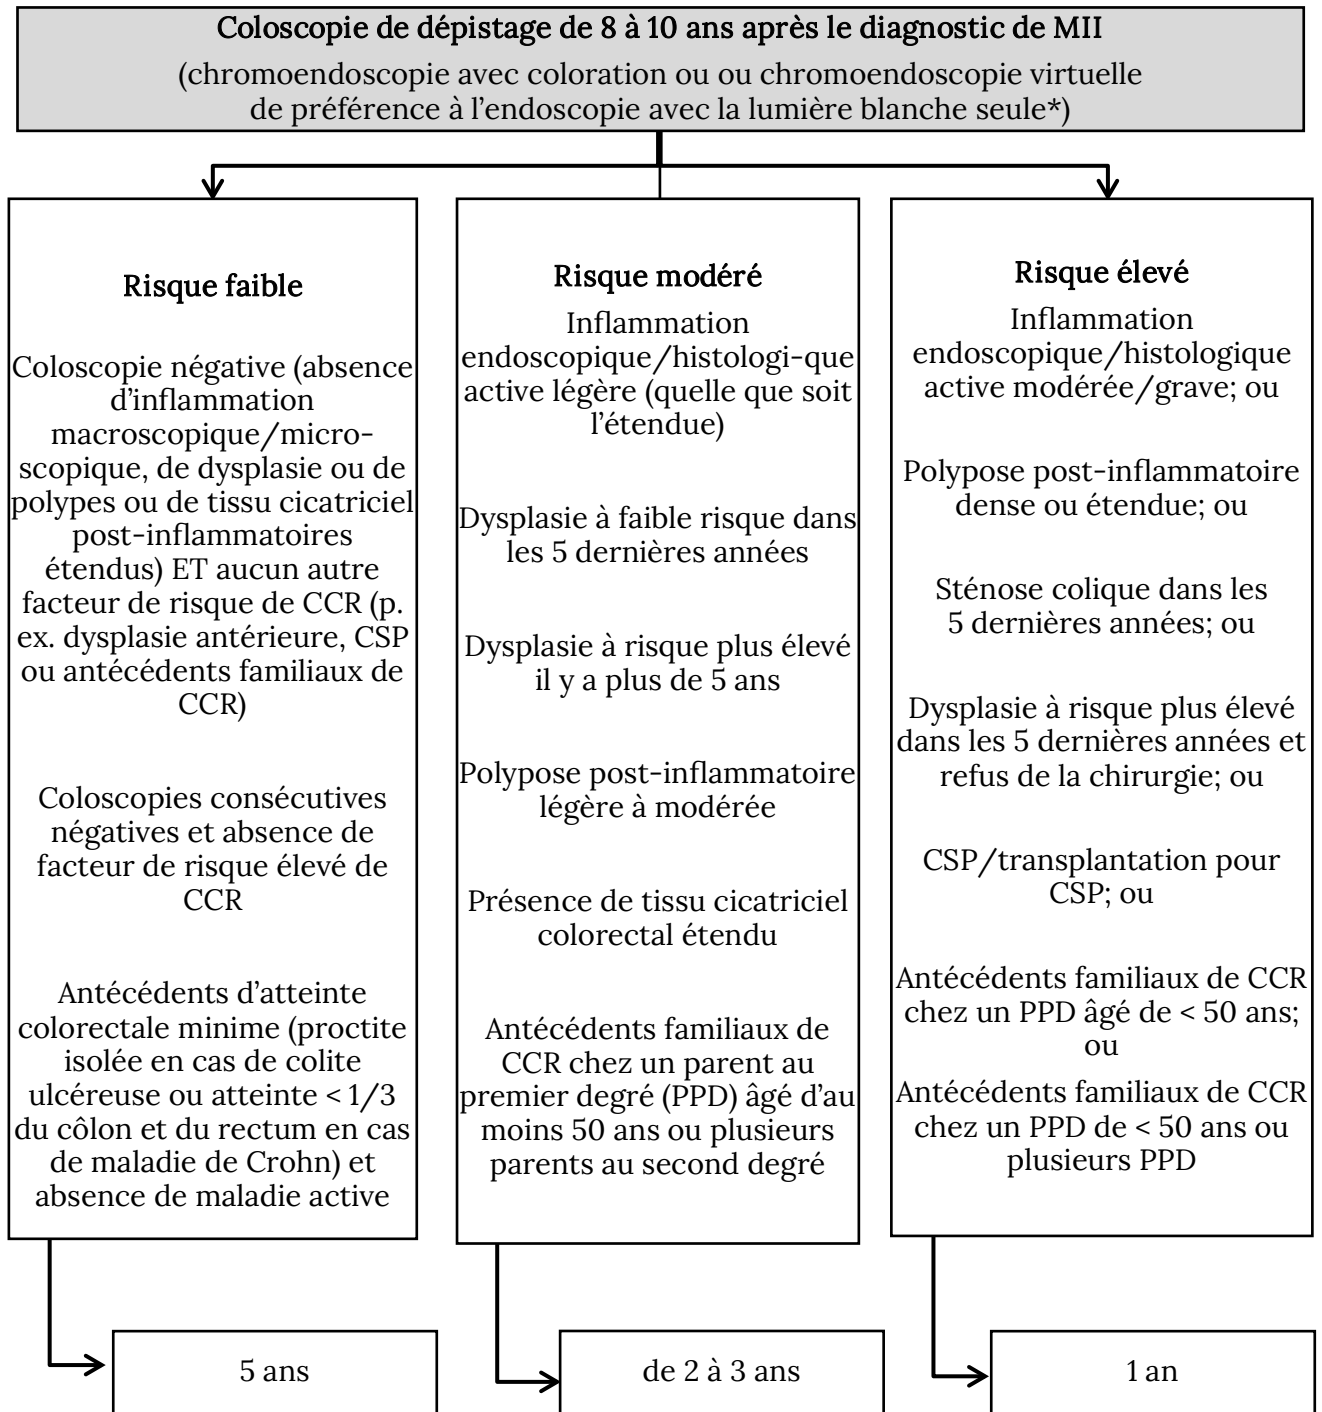 Coloscopie de dépistage de 8 à 10 ans après le diagnostic de MII
(chromoendoscopie avec coloration ou ou chromoendoscopie virtuelle
de préférence à l’endoscopie avec la lumière blanche seule*)
Risque faible
Coloscopie négative (absence
d’inflammation
macroscopique/micro-
scopique, de dysplasie ou de
polypes ou de tissu cicatriciel
post-inflammatoires
étendus) ET aucun autre
facteur de risque de CCR (p.
ex. dysplasie antérieure, CSP
ou antécédents familiaux de
CCR)
Coloscopies consécutives
négatives et absence de
facteur de risque élevé de
CCR
Antécédents d’atteinte
colorectale minime (proctite
isolée en cas de colite
ulcéreuse ou atteinte < 1/3
du côlon et du rectum en cas
de maladie de Crohn) et
absence de maladie active
Risque modéré
Inflammation
endoscopique/histologi-que
active légère (quelle que soit
l’étendue)
Dysplasie à faible risque dans
les 5 dernières années
Dysplasie à risque plus élevé
il y a plus de 5 ans
Polypose post-inflammatoire
légère à modérée
Présence de tissu cicatriciel
colorectal étendu
Antécédents familiaux de
CCR chez un parent au
premier degré (PPD) âgé d’au
moins 50 ans ou plusieurs
parents au second degré
Risque élevé
Inflammation
endoscopique/histologique
active modérée/grave; ou
Polypose post-inflammatoire
dense ou étendue; ou
Sténose colique dans les
5 dernières années; ou
Dysplasie à risque plus élevé
dans les 5 dernières années et
refus de la chirurgie; ou
CSP/transplantation pour
CSP; ou
Antécédents familiaux de CCR
chez un PPD âgé de < 50 ans;
ou
Antécédents familiaux de CCR
chez un PPD de < 50 ans ou
plusieurs PPD
5 ans
de 2 à 3 ans
1 an